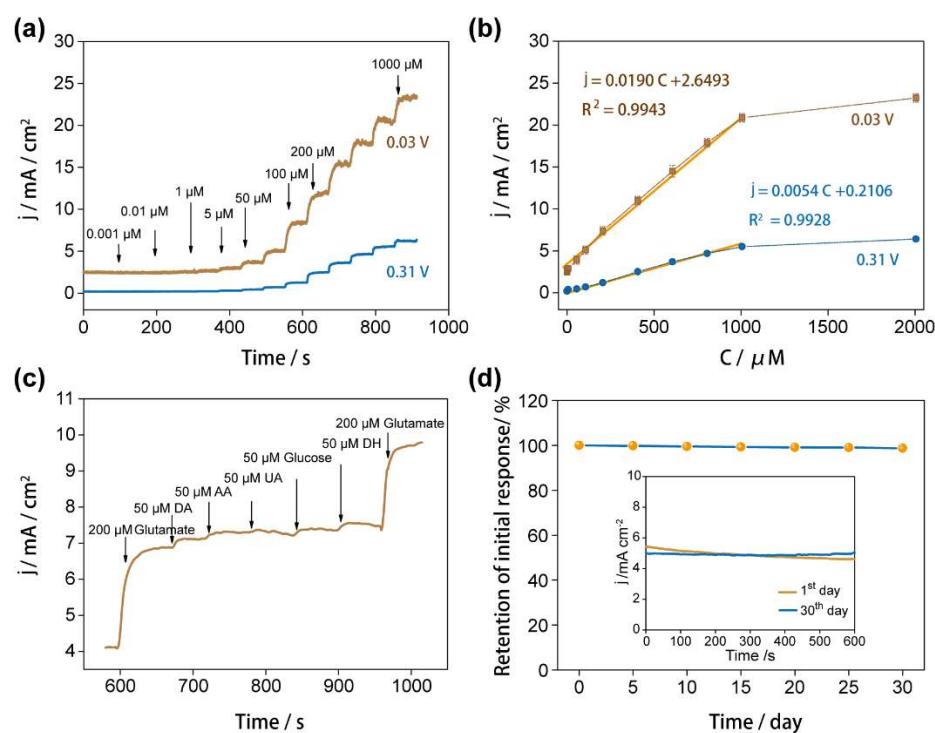 (a)
30
25
20
15
10
5
0
j / mA / cm²
0.001 µM
0.01 µM
1 µM
5 µM
50 µM
100 µM
200 µM
1000 µM
0.03 V
0.31 V
0 200 400 600 800 1000
Time / s
(b)
30
25
20
15
10
5
0
j / mA / cm²
j = 0.0190 C +2.6493
R² = 0.9943
0.03 V
j = 0.0054 C +0.2106
R² = 0.9928
0.31 V
0 500 1000 1500 2000
C / µM
(c)
11
10
9
8
7
6
5
4
j / mA / cm²
200 µM Glutamate
50 µM DA
50 µM AA
50 µM UA
50 µM Glucose
50 µM DH
200 µM Glutamate
600 700 800 900 1000
Time / s
(d)
120
100
80
60
40
20
0
Retention of initial response/ %
10
8
6
4
2
0
j /mA cm⁻²
1st day
30th day
0 100 200 300 400 500 600
Time /s
0 5 10 15 20 25 30
Time / day